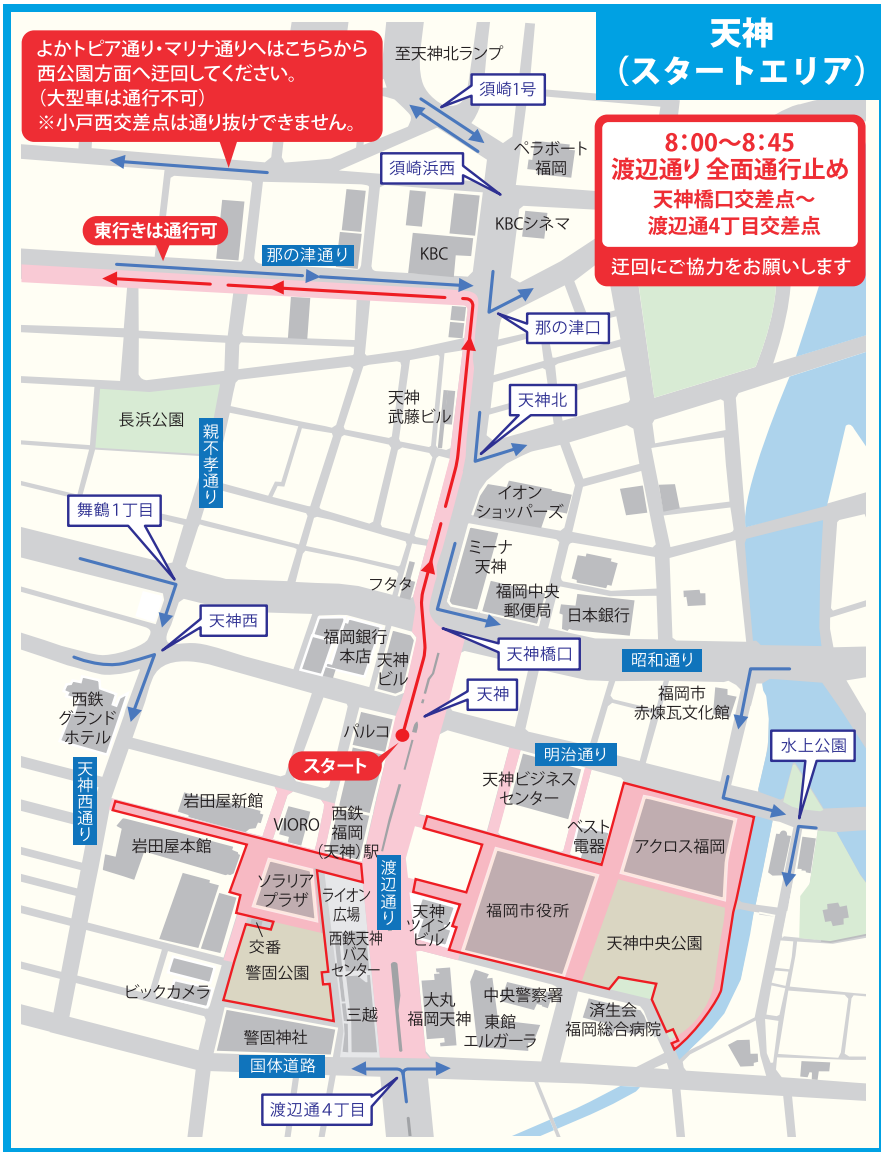 天神
（スタートエリア）
よかトピア通り・マリナ通りへはこちらから
西公園方面へ迂回してください。
（大型車は通行不可）
※小戸西交差点は通り抜けできません。
至天神北ランプ
須崎1号
8：00〜8：45
渡辺通り 全面通行止め
天神橋口交差点〜
渡辺通4丁目交差点
迂回にご協力をお願いします
ペラボート
福岡
須崎浜西
KBCシネマ
東行きは通行可
那の津通り
KBC
那の津口
天神
武藤ビル
天神北
長浜公園
親不孝通り
イオン
ショッパーズ
舞鶴1丁目
ミーナ
天神
フタタ
福岡中央
郵便局
日本銀行
天神西
福岡銀行
本店
天神
ビル
天神橋口
昭和通り
西鉄
グランド
ホテル
天神
福岡市
赤煉瓦文化館
パルコ
水上公園
明治通り
スタート
天神西通り
天神ビジネス
センター
岩田屋新館
VIORO
西鉄
福岡
（天神）駅
ベスト
電器
アクロス福岡
岩田屋本館
渡辺通り
ソラリア
プラザ
ライオン
広場
天神
ツイン
ビル
福岡市役所
交番
西鉄天神
バス
センター
天神中央公園
警固公園
ビックカメラ
三越
大丸
福岡天神
中央警察署
東館
エルガーラ
済生会
福岡総合病院
警固神社
国体道路
渡辺通4丁目